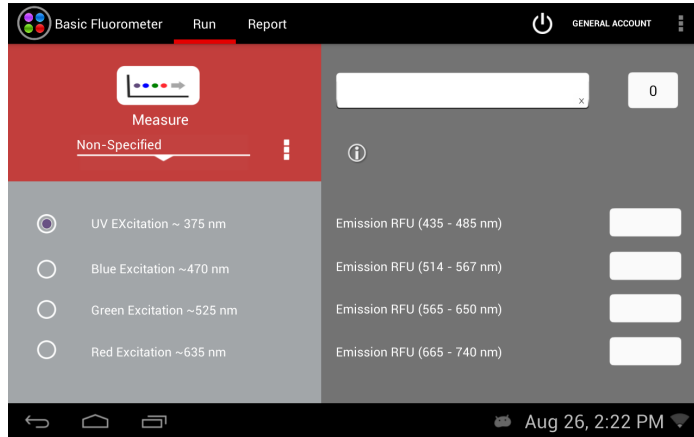 Basic Fluorometer Run Report GENERAL ACCOUNT
Measure
Non-Specified
x
0
UV EXcitation ~ 375 nm Emission RFU (435 - 485 nm)
Blue Excitation ~470 nm Emission RFU (514 - 567 nm)
Green Excitation ~525 nm Emission RFU (565 - 650 nm)
Red Excitation ~635 nm Emission RFU (665 - 740 nm)
Aug 26, 2:22 PM